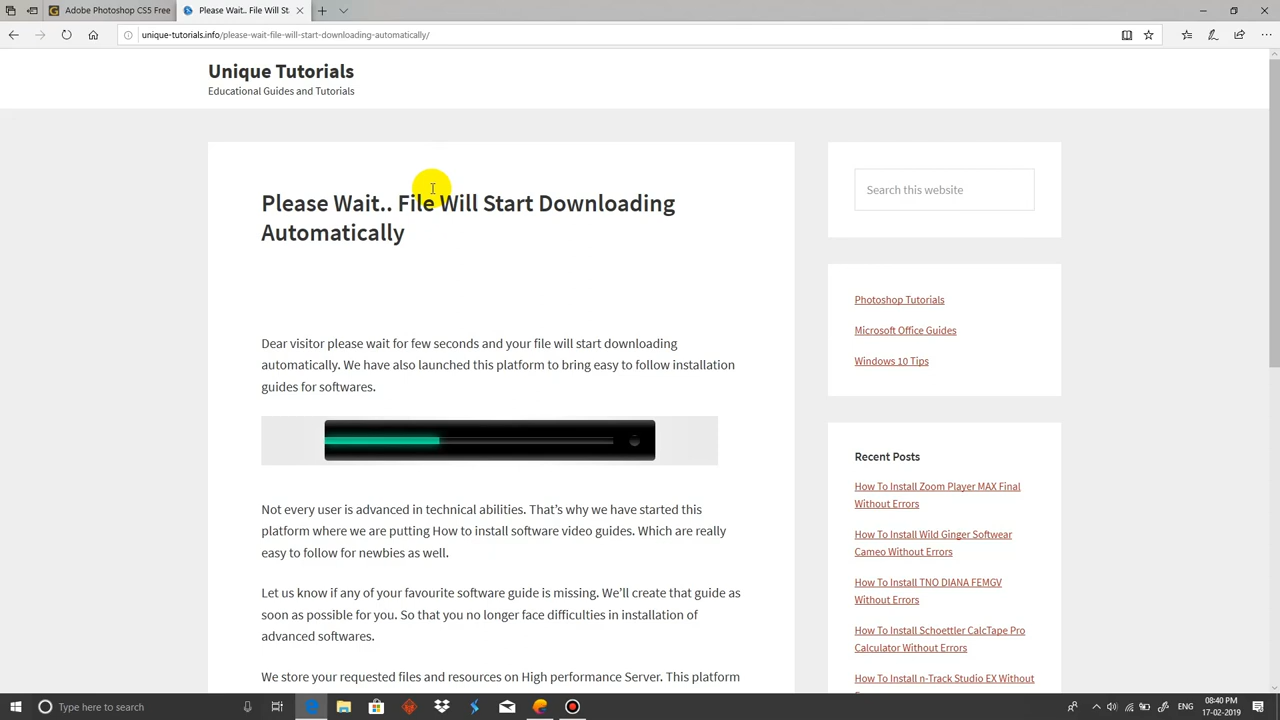 Adobe Photoshop CS5 Free
Please Wait.. File Will St
unique-tutorials.info/please-wait-file-will-start-downloading-automatically/
Unique Tutorials
Educational Guides and Tutorials
Please Wait.. File Will Start Downloading
Automatically
Dear visitor please wait for few seconds and your file will start downloading
automatically. We have also launched this platform to bring easy to follow installation
guides for softwares.
Not every user is advanced in technical abilities. That’s why we have started this
platform where we are putting How to install software video guides. Which are really
easy to follow for newbies as well.
Let us know if any of your favourite software guide is missing. We’ll create that guide as
soon as possible for you. So that you no longer face difficulties in installation of
advanced softwares.
We store your requested files and resources on High performance Server. This platform
Search this website
Photoshop Tutorials
Microsoft Office Guides
Windows 10 Tips
Recent Posts
How To Install Zoom Player MAX Final
Without Errors
How To Install Wild Ginger Softwear
Cameo Without Errors
How To Install TNO DIANA FEMGV
Without Errors
How To Install Schoettler CalcTape Pro
Calculator Without Errors
How To Install n-Track Studio EX Without
Type here to search
ENG
08:40 PM
17-02-2019